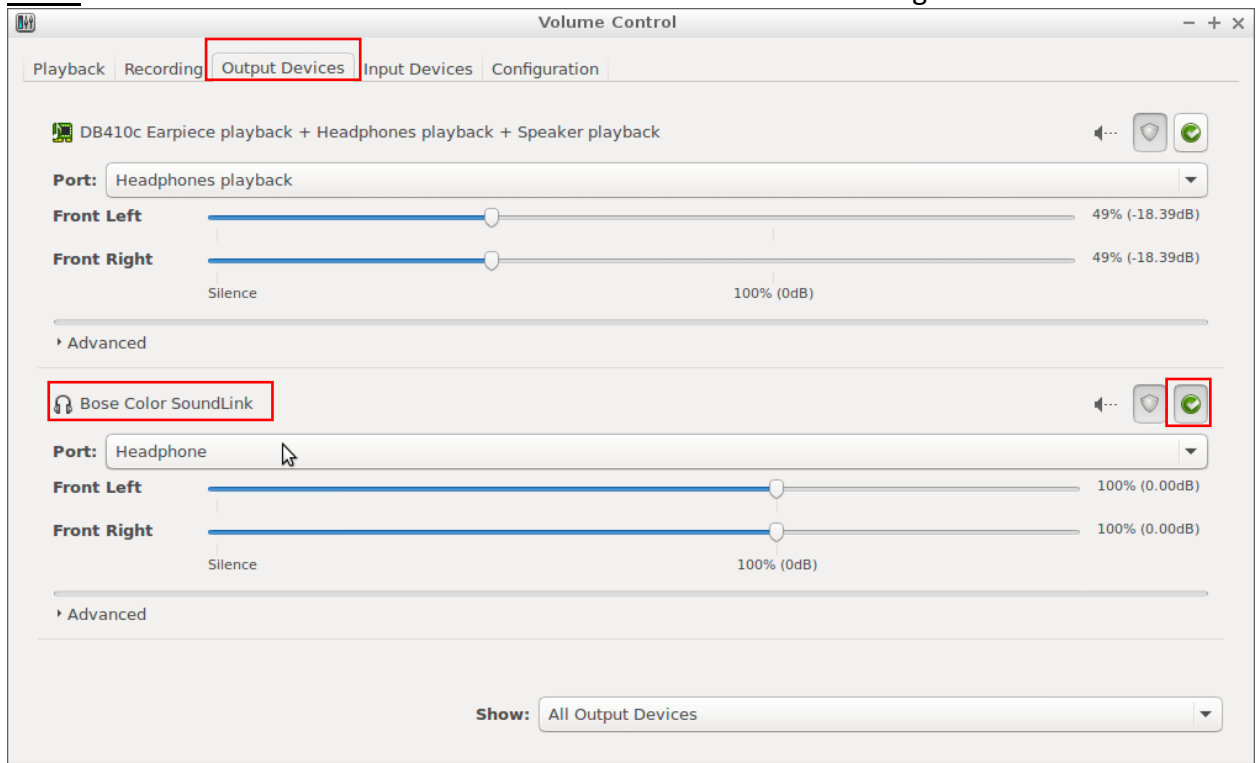 Volume Control
Playback Recording Output Devices Input Devices Configuration
DB410c Earpiece playback + Headphones playback + Speaker playback
Port: Headphones playback
Front Left 49% (-18.39dB)
Front Right 49% (-18.39dB)
Silence 100% (0dB)
Advanced
Bose Color SoundLink
Port: Headphone
Front Left 100% (0.00dB)
Front Right 100% (0.00dB)
Silence 100% (0dB)
Advanced
Show: All Output Devices